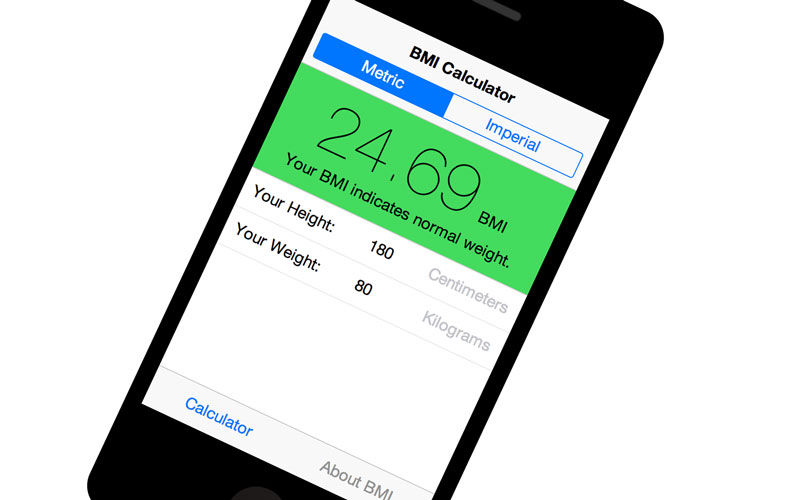 BMI Calculator
Metric Imperial
24.69 BMI
Your BMI indicates normal weight.
Your Height: 180 Centimeters
Your Weight: 80 Kilograms
Calculator About BMI